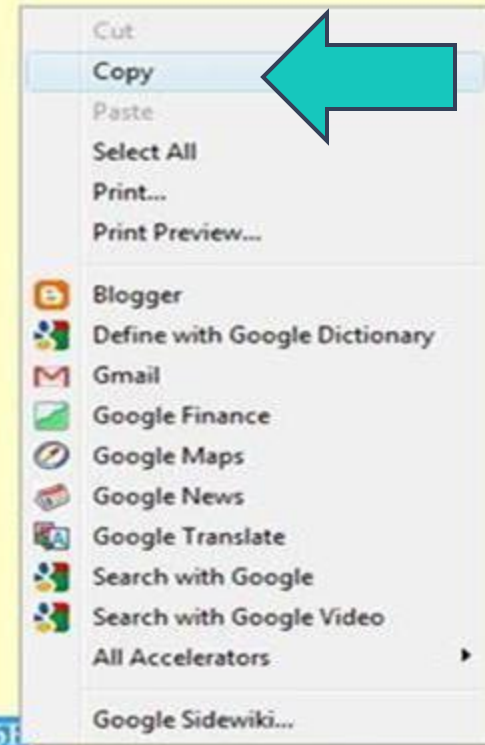 Cut
Copy
Paste
Select All
Print...
Print Preview...
Blogger
Define with Google Dictionary
Gmail
Google Finance
Google Maps
Google News
Google Translate
Search with Google
Search with Google Video
All Accelerators
Google Sidewiki...